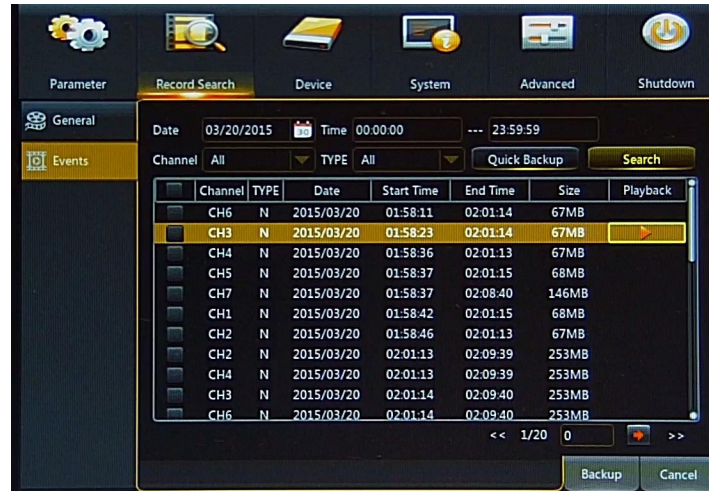 Parameter Record Search Device System Advanced Shutdown
General
Events
Date 03/20/2015 30 Time 00:00:00 --- 23:59:59
Channel All TYPE All Quick Backup Search
Channel TYPE Date Start Time End Time Size Playback
CH6 N 2015/03/20 01:58:11 02:01:14 67MB
CH3 N 2015/03/20 01:58:23 02:01:14 67MB
CH4 N 2015/03/20 01:58:36 02:01:13 67MB
CH5 N 2015/03/20 01:58:37 02:01:15 68MB
CH7 N 2015/03/20 01:58:37 02:08:40 146MB
CH1 N 2015/03/20 01:58:42 02:01:15 68MB
CH2 N 2015/03/20 01:58:46 02:01:13 67MB
CH2 N 2015/03/20 02:01:13 02:09:39 253MB
CH4 N 2015/03/20 02:01:13 02:09:39 253MB
CH3 N 2015/03/20 02:01:14 02:09:40 253MB
CH6 N 2015/03/20 02:01:14 02:09:40 253MB
<< 1/20 0 >>
Backup Cancel